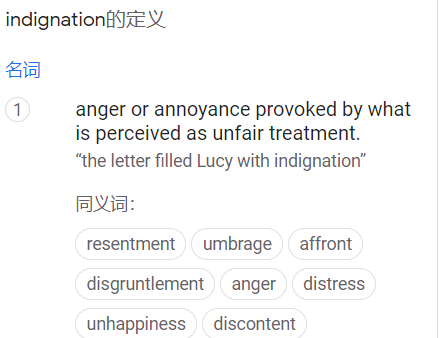 indignation的定义
名词
1
anger or annoyance provoked by what
is perceived as unfair treatment.
“the letter filled Lucy with indignation”
同义词：
resentment umbrage affront
disgruntlement anger distress
unhappiness discontent